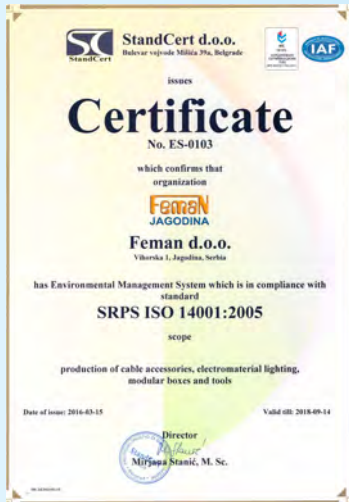 SC
StandCert
StandCert d.o.o.
Bulevar vojvode Mišića 39a, Belgrade
IAF
issues
Certificate
No. ES-0103
which confirms that
organization
FemaN
JAGODINA
Feman d.o.o.
Vihorska 1, Jagodina, Serbia
has Environmental Management System which is in compliance with
standard
SRPS ISO 14001:2005
scope
production of cable accessories, electromaterial lighting,
modular boxes and tools
Date of issue: 2016-03-15
Valid till: 2018-09-14
Director
Mirjana Stanić, M. Sc.